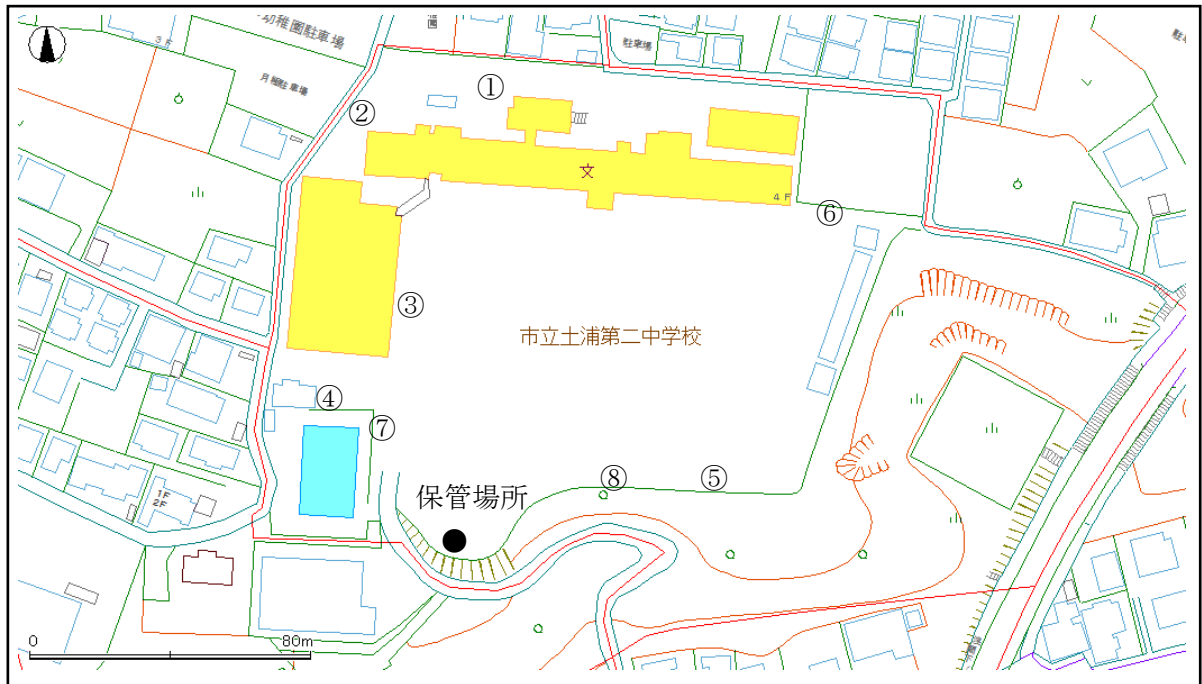 幼稚園駐車場
3F
月極駐車場
駐車場
①
②
文
4F
⑥
③
市立土浦第二中学校
④
⑦
保管場所
⑧
⑤
1F
2F
0
80m